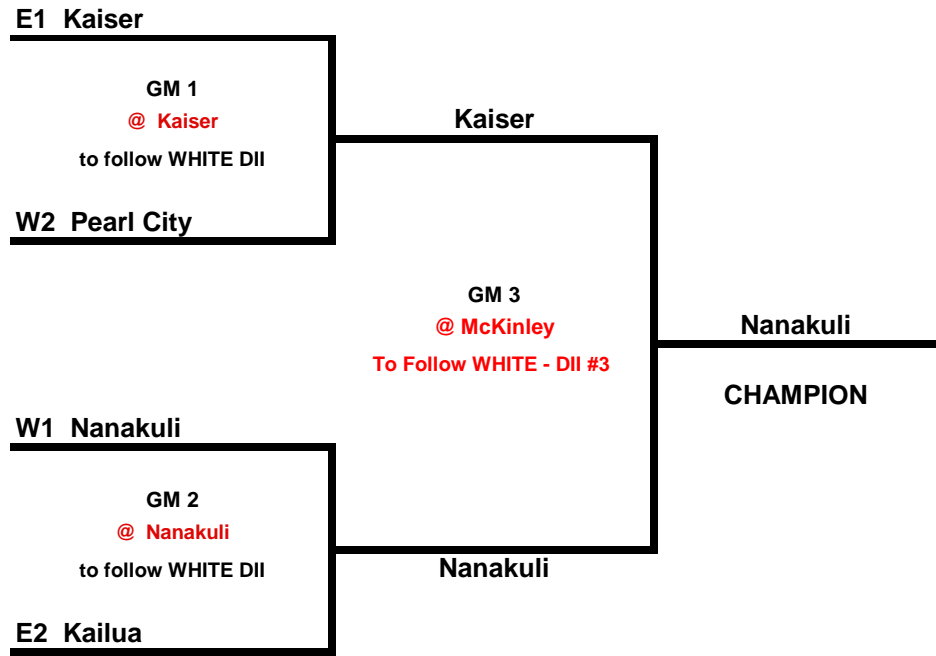 E1 Kaiser
GM 1
@ Kaiser
to follow WHITE DII
Kaiser
W2 Pearl City
GM 3
@ McKinley
To Follow WHITE - DII #3
Nanakuli
CHAMPION
W1 Nanakuli
GM 2
@ Nanakuli
to follow WHITE DII
Nanakuli
E2 Kailua